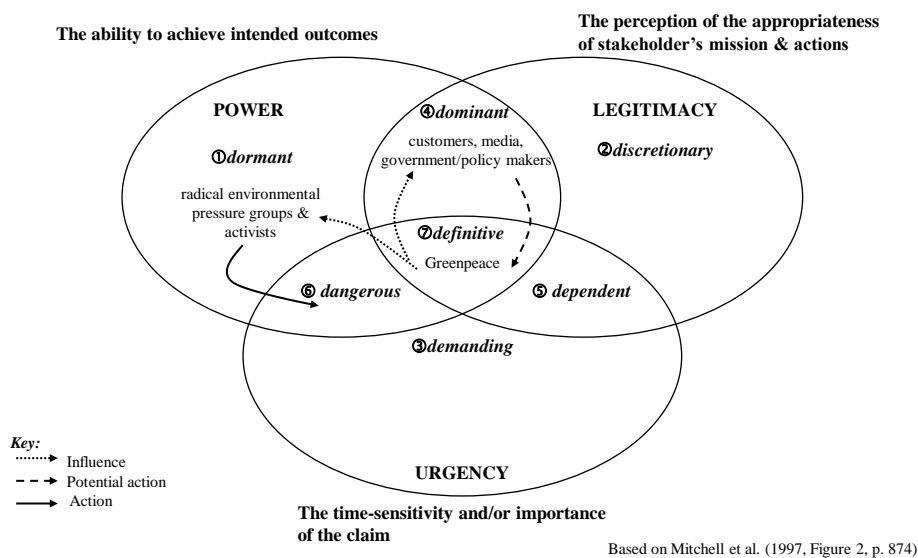 The ability to achieve intended outcomes
The perception of the appropriateness
of stakeholder’s mission & actions
POWER
④dominant
LEGITIMACY
①dormant
customers, media,
government/policy makers
②discretionary
radical environmental
pressure groups &
activists
⑦definitive
Greenpeace
⑥ dangerous
⑤ dependent
③demanding
Key:
Influence
Potential action
Action
URGENCY
The time-sensitivity and/or importance
of the claim
Based on Mitchell et al. (1997, Figure 2, p. 874)